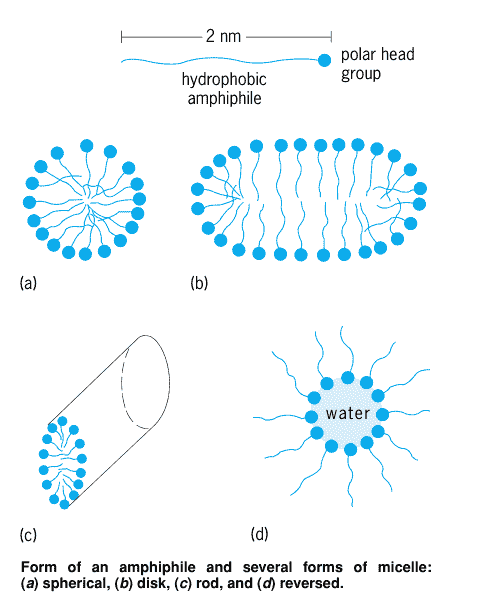 2 nm
polar head
group
hydrophobic
amphiphile
(a)
(b)
water
(c)
(d)
Form of an amphiphile and several forms of micelle:
(a) spherical, (b) disk, (c) rod, and (d) reversed.